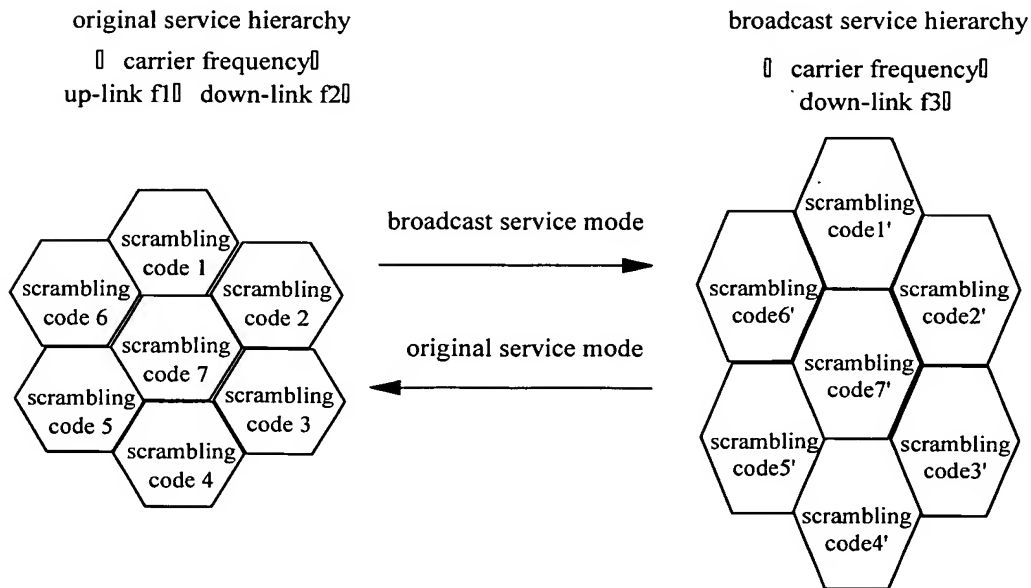 original service hierarchy
▯ carrier frequency▯
up-link f1▯ down-link f2▯
scrambling
code 1
scrambling
code 6
scrambling
code 2
scrambling
code 7
scrambling
code 5
scrambling
code 3
scrambling
code 4
broadcast service mode
original service mode
broadcast service hierarchy
▯ carrier frequency▯
down-link f3▯
scrambling
code1'
scrambling
code6'
scrambling
code2'
scrambling
code7'
scrambling
code5'
scrambling
code3'
scrambling
code4'